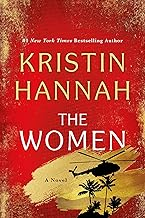 #1 New York Times Bestselling Author
KRISTIN
HANNAH
THE WOMEN
A Novel